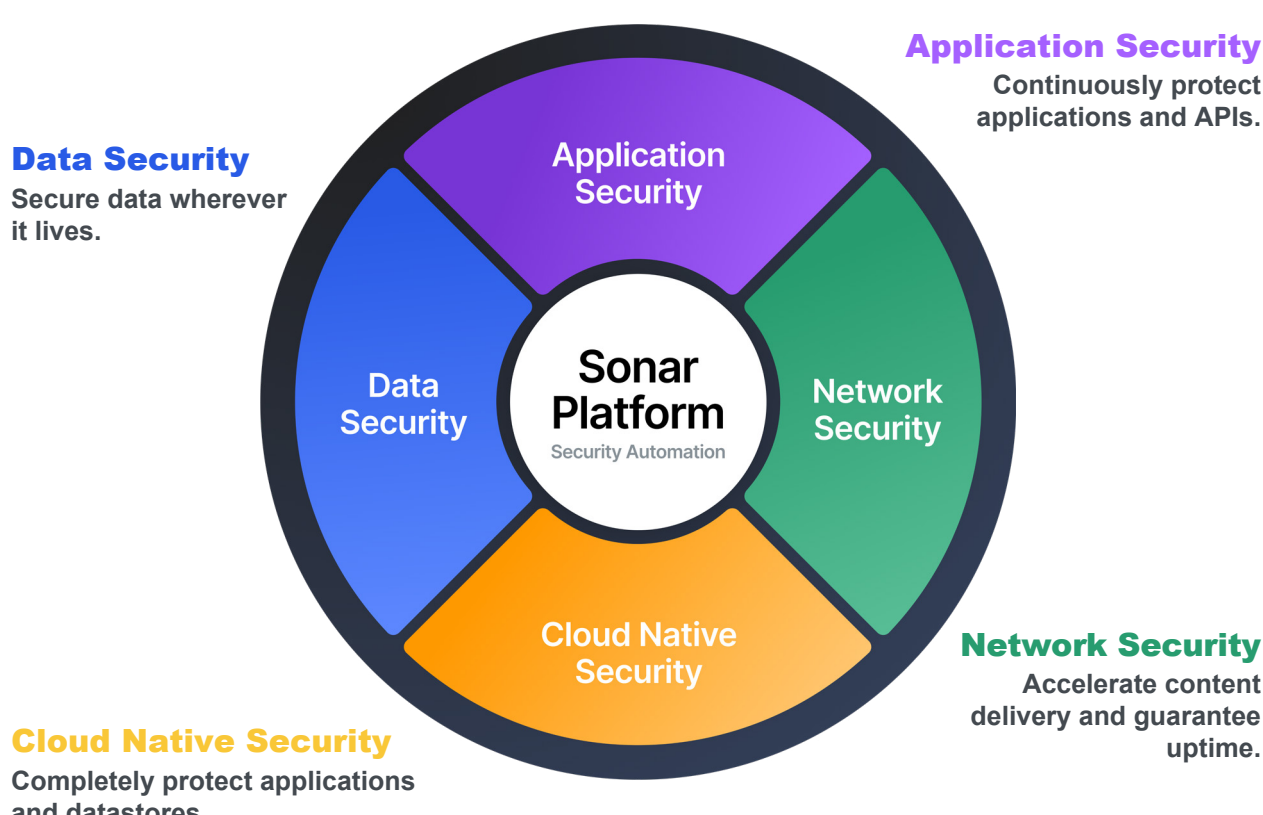 Application Security
Continuously protect
applications and APIs.
Data Security
Secure data wherever
it lives.
Application
Security
Data
Security
Sonar
Platform
Security Automation
Network
Security
Cloud Native
Security
Network Security
Accelerate content
delivery and guarantee
uptime.
Cloud Native Security
Completely protect applications
and datastores